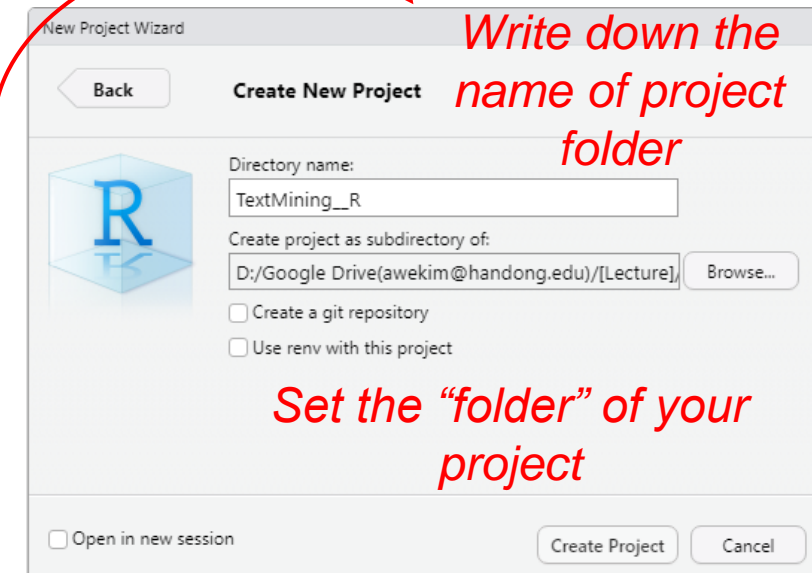 New Project Wizard
Write down the
name of project
folder
Back
Create New Project
Directory name:
TextMining__R
Create project as subdirectory of:
D:/Google Drive(awekim@handong.edu)/[Lecture]/
Browse...
Create a git repository
Use renv with this project
Set the “folder” of your
project
Open in new session
Create Project
Cancel
R